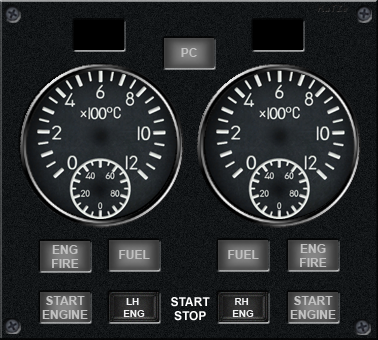 PC
4 6 8
×100°C
2 10
0 12
40 60
20 80
0
4 6 8
×100°C
2 10
0 12
40 60
20 80
0
ENG
FIRE
FUEL
FUEL
ENG
FIRE
START
ENGINE
LH
ENG
START
STOP
RH
ENG
START
ENGINE